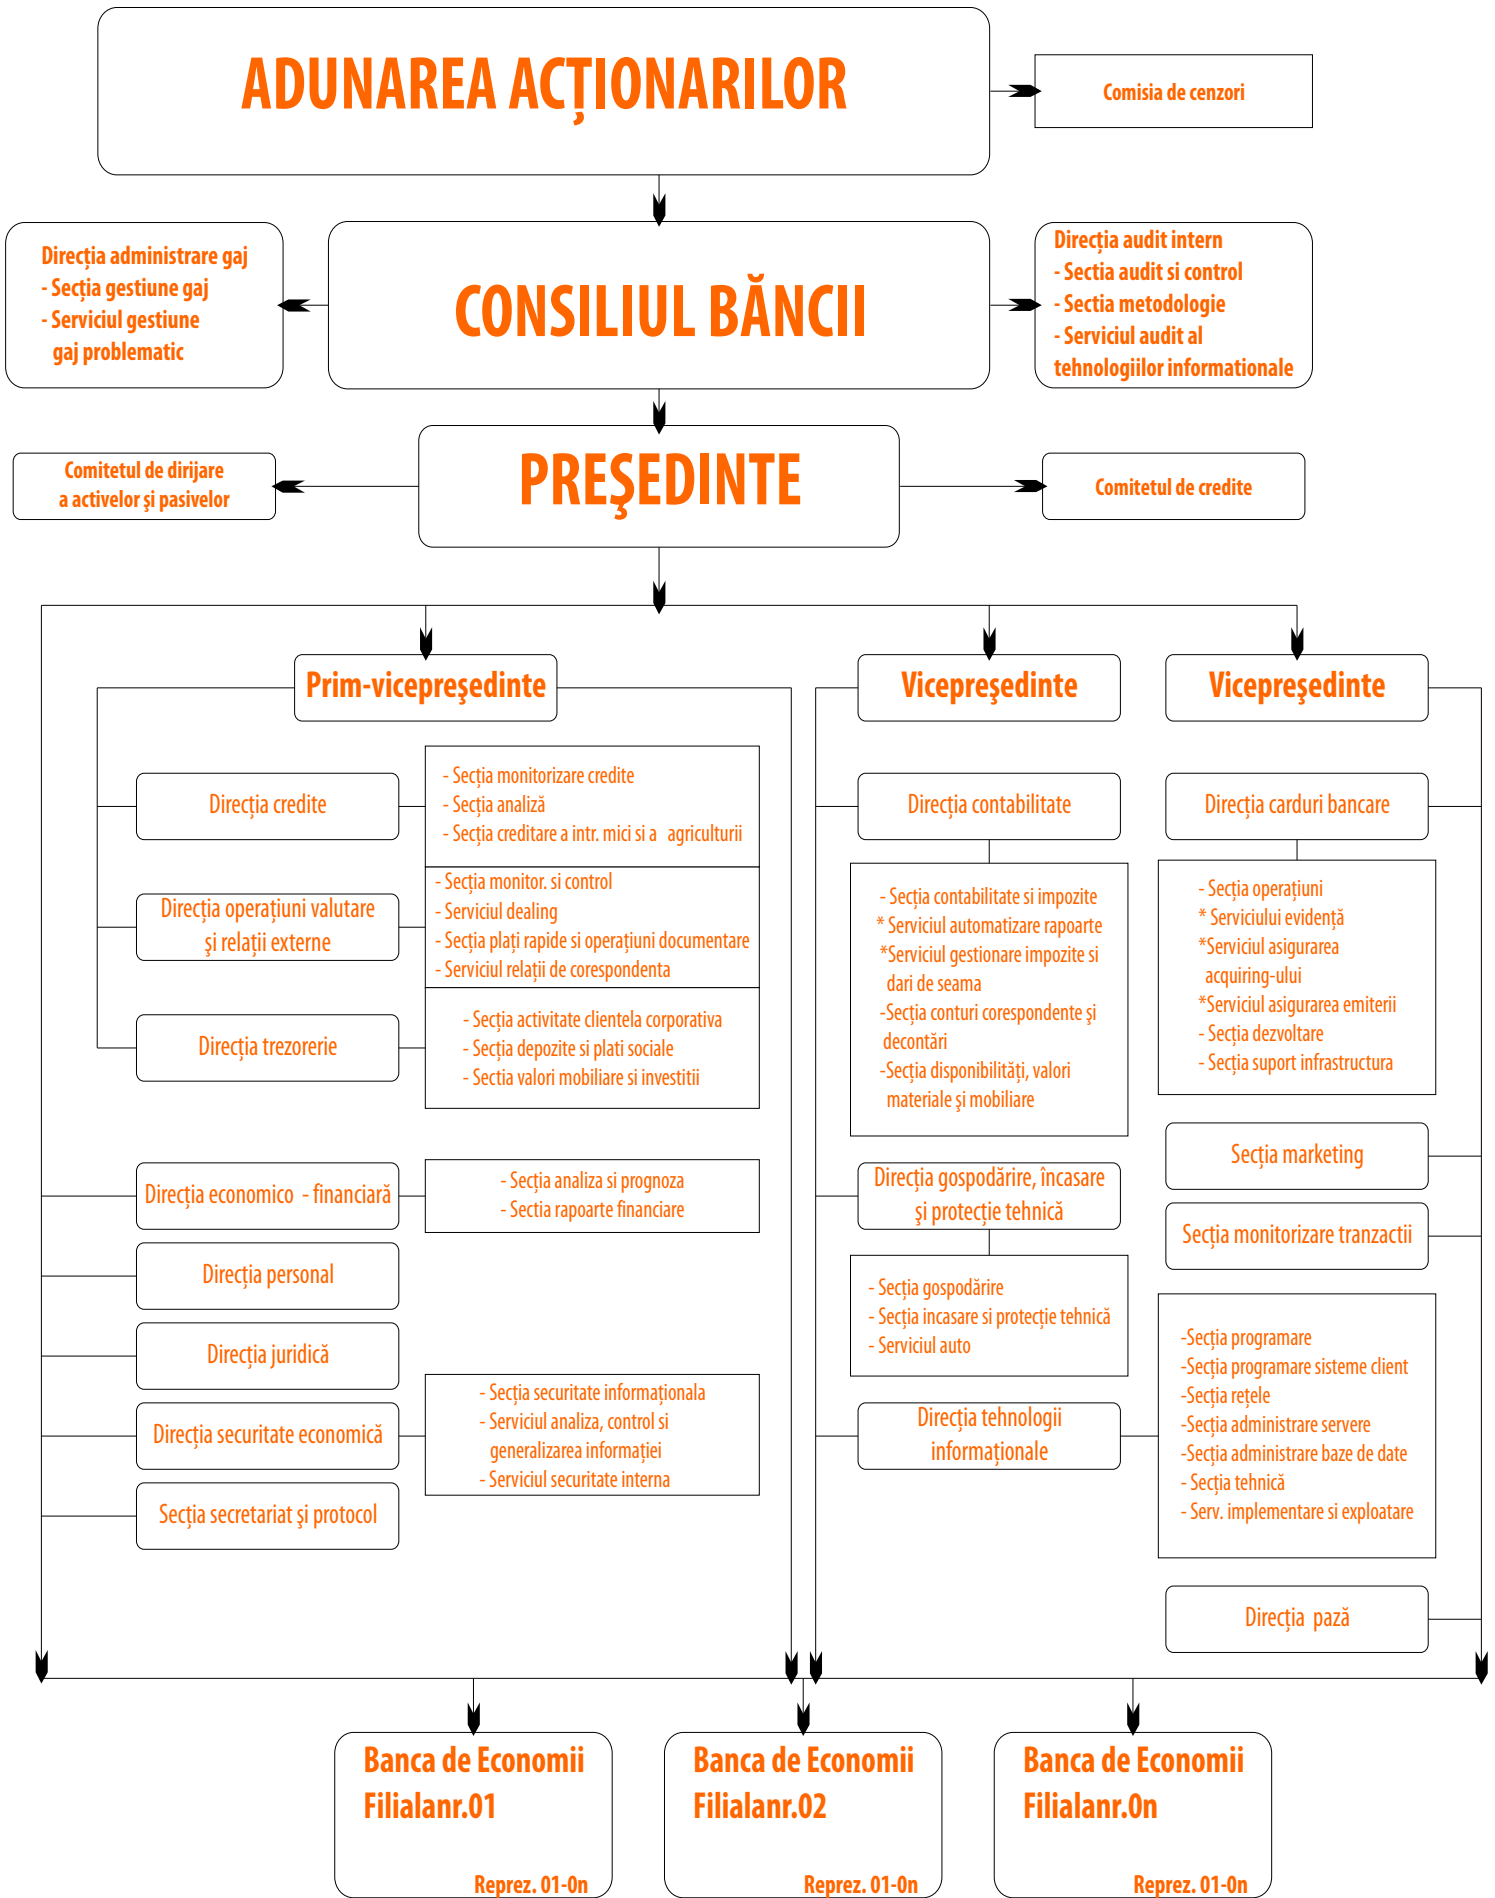 ADUNAREA ACȚIONARILOR
Comisia de cenzori
Direcția administrare gaj
- Secția gestiune gaj
- Serviciul gestiune
gaj problematic
CONSILIUL BĂNCII
Direcția audit intern
- Sectia audit si control
- Sectia metodologie
- Serviciul audit al
tehnologiilor informationale
Comitetul de dirijare
a activelor şi pasivelor
PREŞEDINTE
Comitetul de credite
Prim-vicepreşedinte
Vicepreşedinte
Vicepreşedinte
Direcția credite
- Secția monitorizare credite
- Secția analiză
- Secția creditare a intr. mici si a agriculturii
Direcția operațiuni valutare
şi relații externe
- Secția monitor. si control
- Serviciul dealing
- Secția plați rapide si operațiuni documentare
- Serviciul relații de corespondenta
Direcția trezorerie
- Secția activitate clientela corporativa
- Secția depozite si plati sociale
- Sectia valori mobiliare si investitii
Direcția economico - financiară
- Secția analiza si prognoza
- Sectia rapoarte financiare
Direcția personal
Direcția juridică
Direcția securitate economică
- Secția securitate informaționala
- Serviciul analiza, control si
generalizarea informației
- Serviciul securitate interna
Secția secretariat şi protocol
Direcția contabilitate
- Secția contabilitate si impozite
* Serviciul automatizare rapoarte
*Serviciul gestionare impozite si
dari de seama
-Secția conturi corespondente şi
decontări
-Secția disponibilități, valori
materiale şi mobiliare
Direcția gospodărire, încasare
şi protecție tehnică
- Secția gospodărire
- Secția incasare si protecție tehnică
- Serviciul auto
Direcția tehnologii
informaționale
Direcția carduri bancare
- Secția operațiuni
* Serviciului evidență
*Serviciul asigurarea
acquiring-ului
*Serviciul asigurarea emiterii
- Secția dezvoltare
- Secția suport infrastructura
Secția marketing
Secția monitorizare tranzactii
-Secția programare
-Secția programare sisteme client
-Secția rețele
-Secția administrare servere
-Secția administrare baze de date
- Secția tehnică
- Serv. implementare si exploatare
Direcția pază
Banca de Economii
Filialanr.01
Reprez. 01-0n
Banca de Economii
Filialanr.02
Reprez. 01-0n
Banca de Economii
Filialanr.0n
Reprez. 01-0n